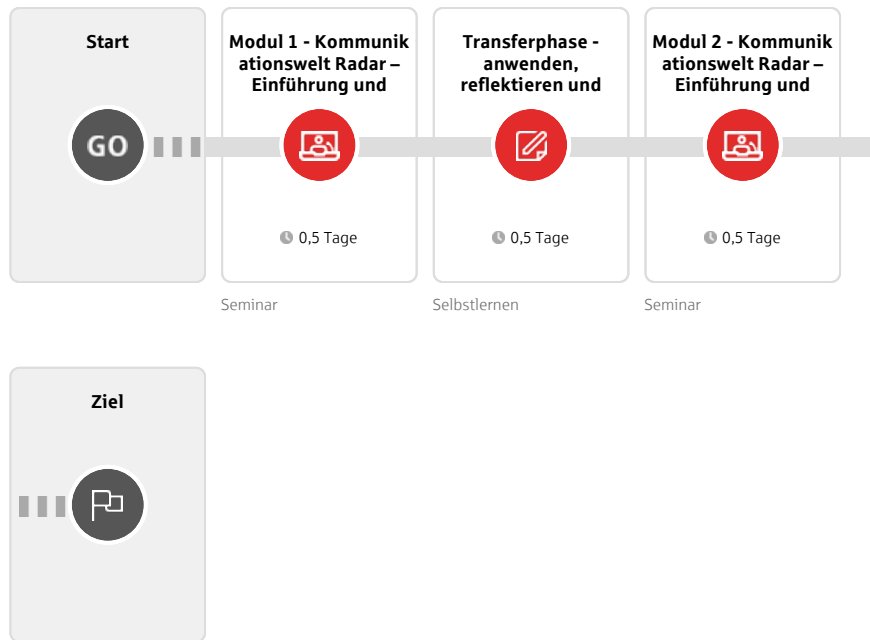 Start
Modul 1 - Kommunik
ationswelt Radar –
Einführung und
Transferphase -
anwenden,
reflektieren und
Modul 2 - Kommunik
ationswelt Radar –
Einführung und
GO
0,5 Tage
0,5 Tage
0,5 Tage
Seminar
Selbstlernen
Seminar
Ziel